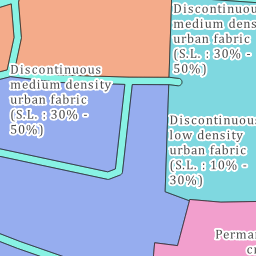 Discontinuous
medium density
urban fabric
(S.L. : 30% -
50%)
Discontinuous
medium density
urban fabric
(S.L. : 30% -
50%)
Discontinuous
low density
urban fabric
(S.L. : 10% -
30%)
Perma